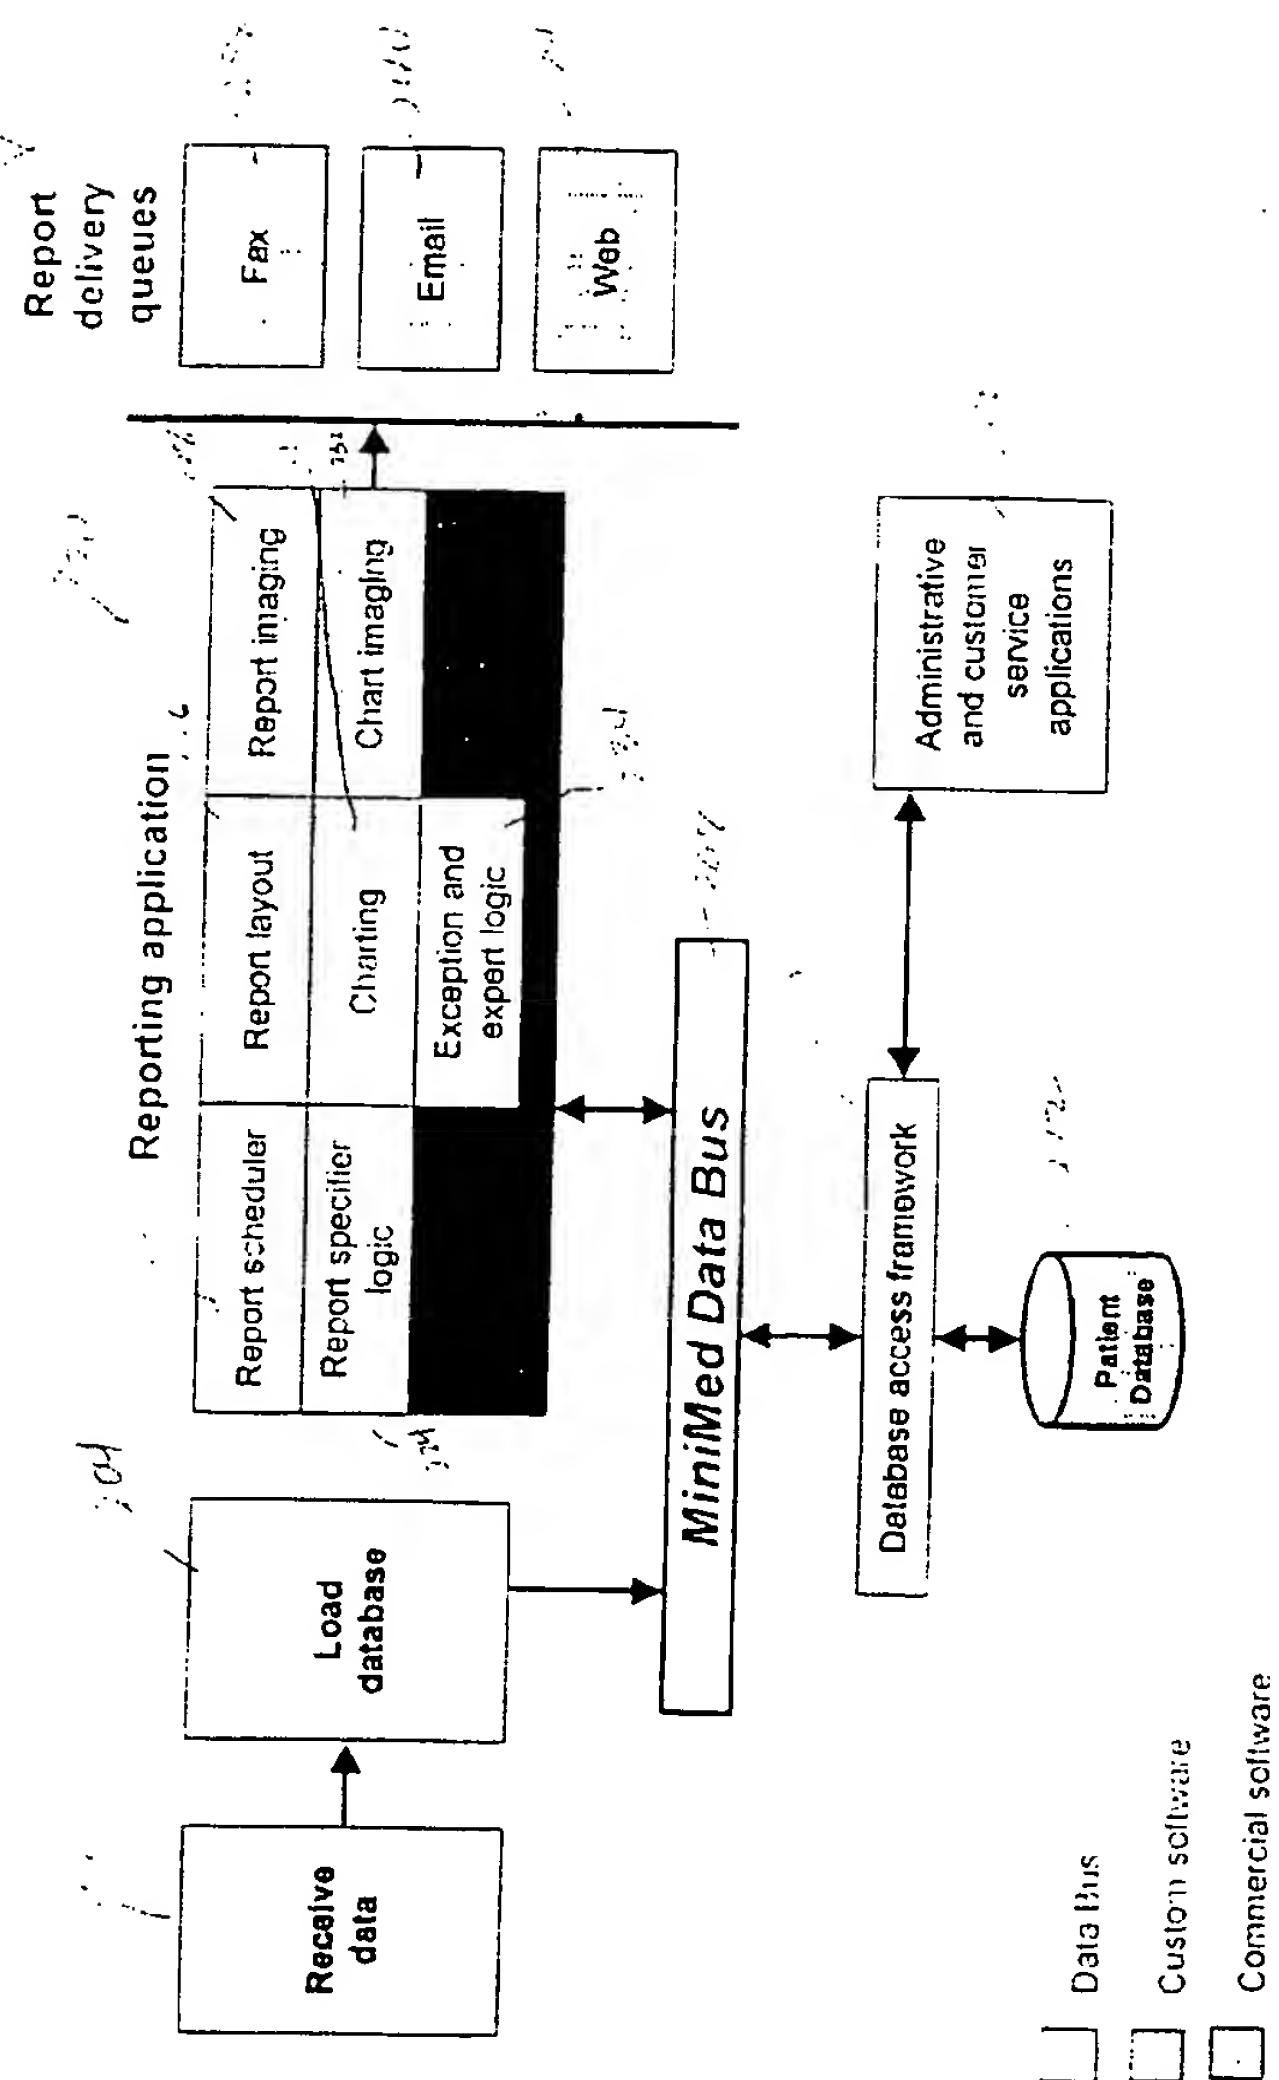 Report
delivery
queues
Fax
Email
Web
Reporting application
Report scheduler
Report layout
Report imaging
Report specifier
logic
Charting
Chart imaging
Exception and
expert logic
304
324
Receive
data
Load
database
MiniMed Data Bus
Database access framework
Administrative
and customer
service
applications
Patient
Database
Data Bus
Custom software
Commercial software